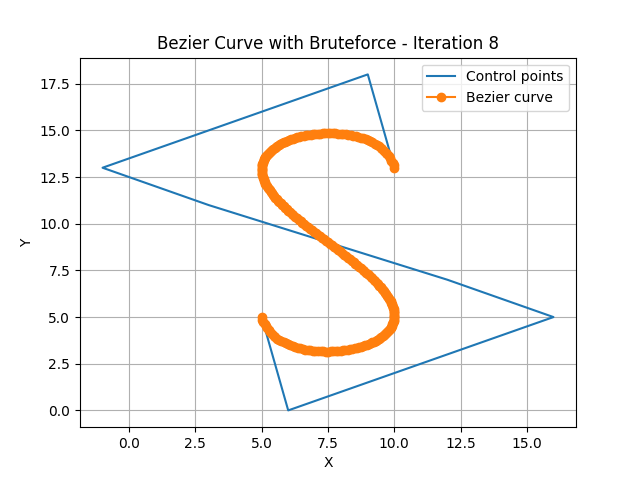 Bezier Curve with Bruteforce - Iteration 8
Control points
Bezier curve
17.5
15.0
12.5
10.0
7.5
5.0
2.5
0.0
Y
0.0 2.5 5.0 7.5 10.0 12.5 15.0
X